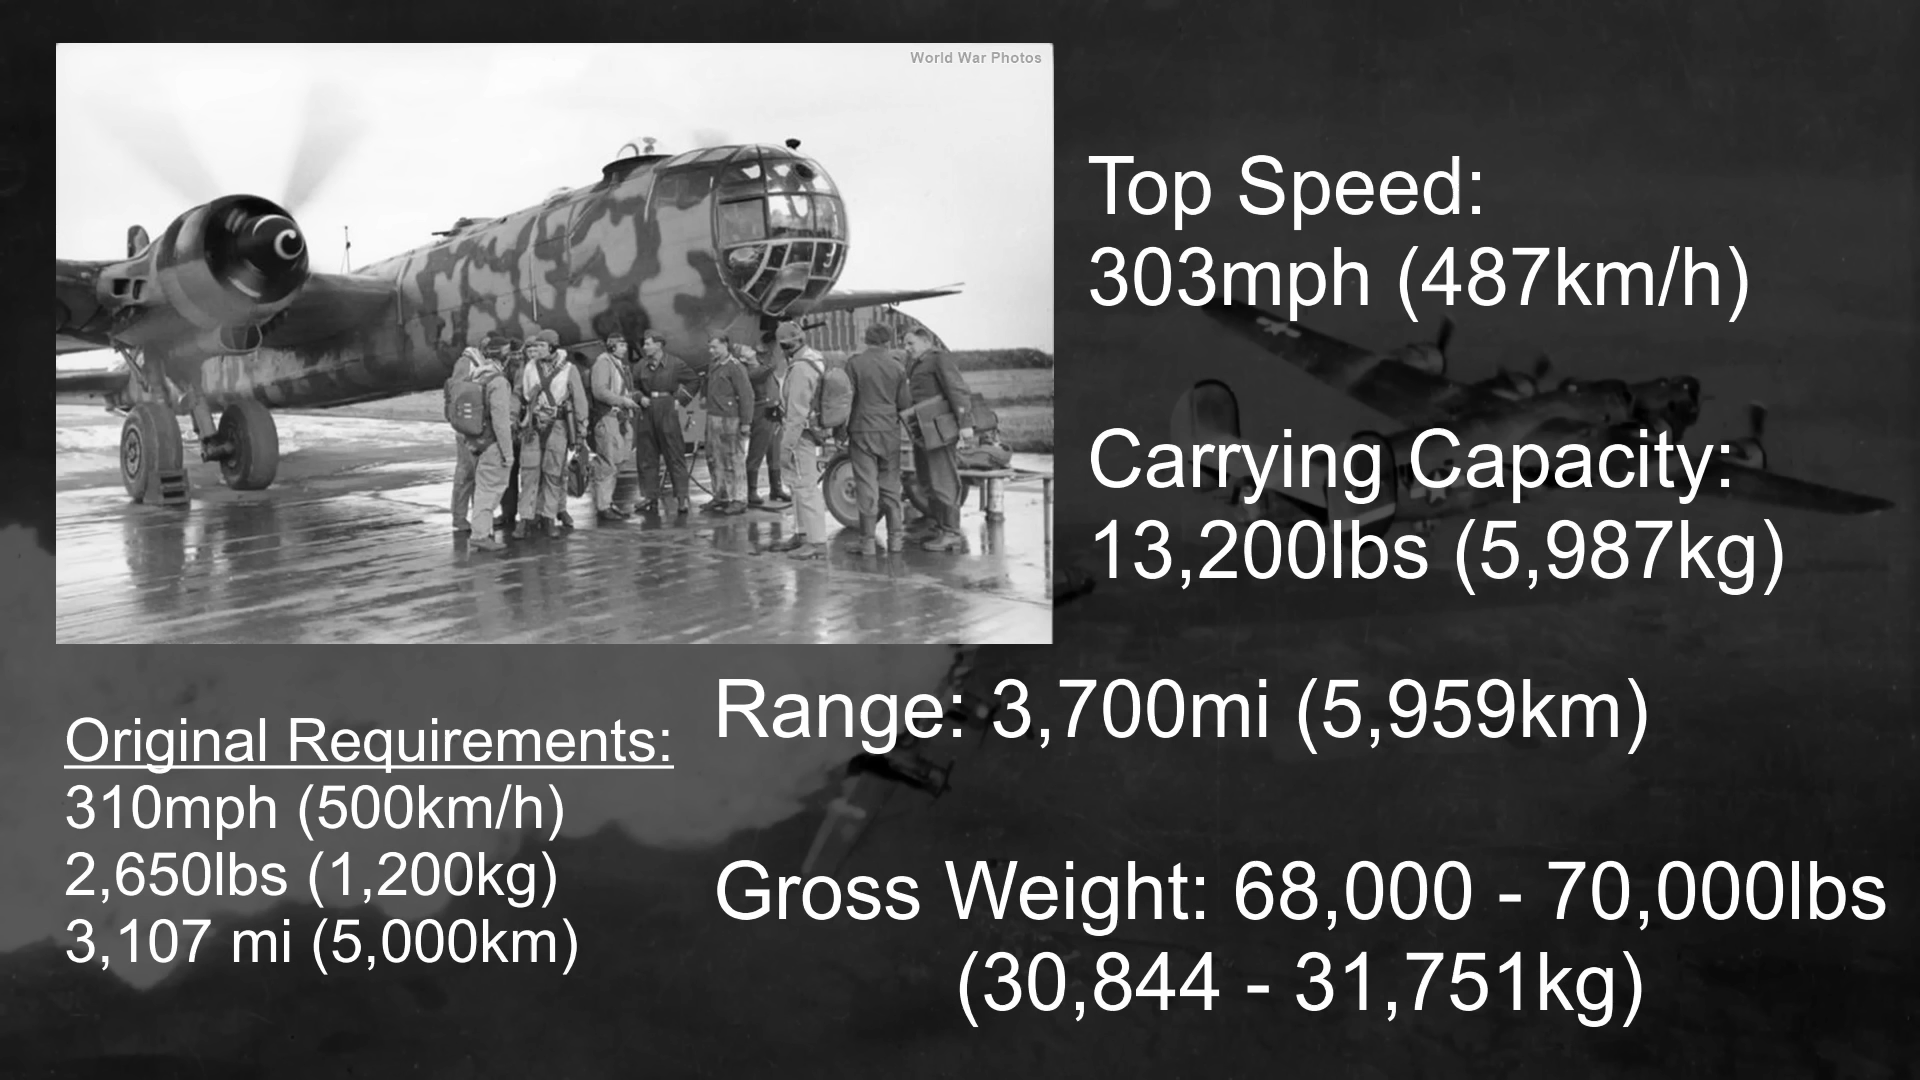 World War Photos
Top Speed:
303mph (487km/h)
Carrying Capacity:
13,200lbs (5,987kg)
Range: 3,700mi (5,959km)
Gross Weight: 68,000 - 70,000lbs
(30,844 - 31,751kg)
Original Requirements:
310mph (500km/h)
2,650lbs (1,200kg)
3,107 mi (5,000km)